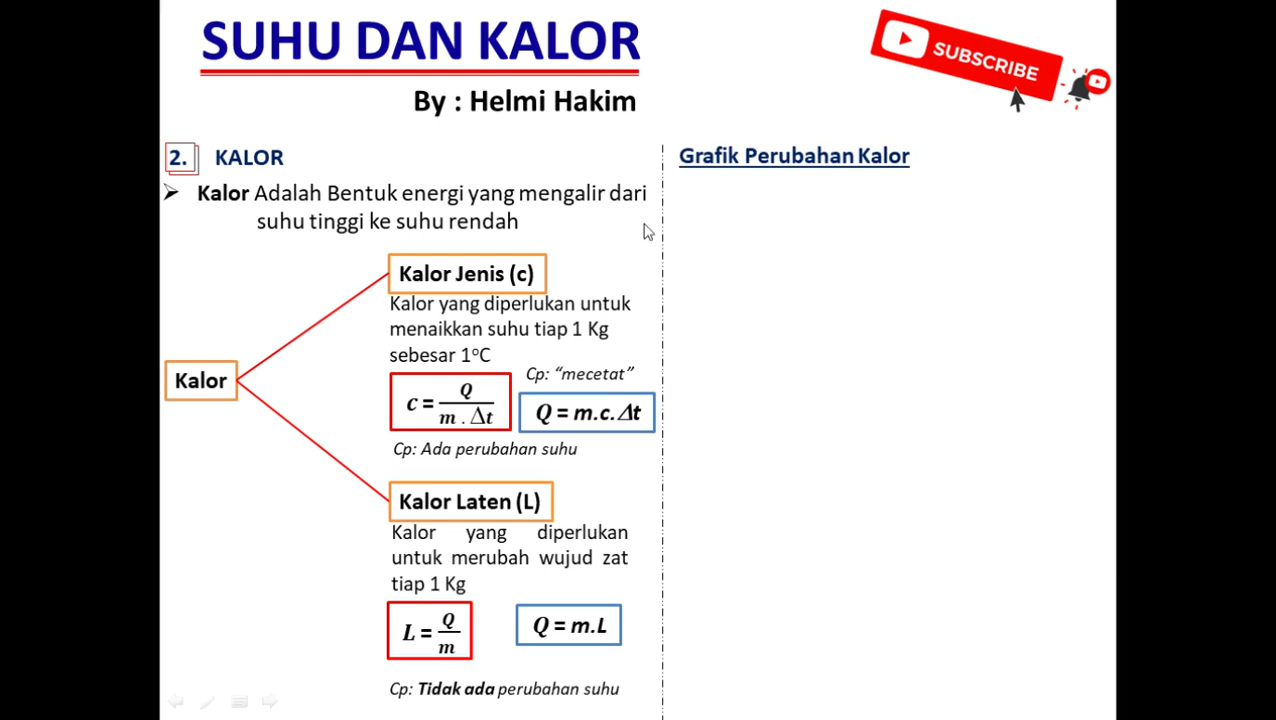 SUHU DAN KALOR
By : Helmi Hakim
SUBSCRIBE
2. KALOR
➢ Kalor Adalah Bentuk energi yang mengalir dari
suhu tinggi ke suhu rendah
Kalor
Kalor Jenis (c)
Kalor yang diperlukan untuk
menaikkan suhu tiap 1 Kg
sebesar 1°C
Cp: “mecetat”
c = Q / m . Δt
Q = m.c.Δt
Cp: Ada perubahan suhu
Kalor Laten (L)
Kalor yang diperlukan
untuk merubah wujud zat
tiap 1 Kg
L = Q / m
Q = m.L
Cp: Tidak ada perubahan suhu
Grafik Perubahan Kalor